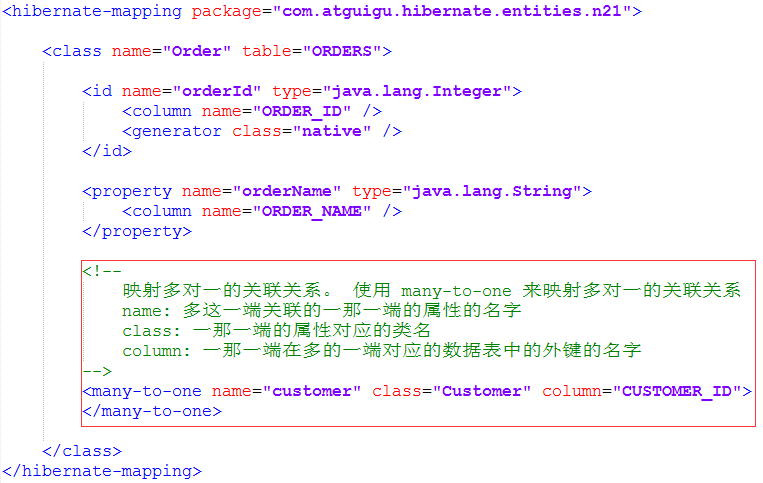 <hibernate-mapping package="com.atguigu.hibernate.entities.n21">
<class name="Order" table="ORDERS">
<id name="orderId" type="java.lang.Integer">
<column name="ORDER_ID" />
<generator class="native" />
</id>
<property name="orderName" type="java.lang.String">
<column name="ORDER_NAME" />
</property>
<!--
映射多对一的关联关系。 使用 many-to-one 来映射多对一的关联关系
name: 多这一端关联的一那一端的属性的名字
class: 一那一端的属性对应的类名
column: 一那一端在多的一端对应的数据表中的外键的名字
-->
<many-to-one name="customer" class="Customer" column="CUSTOMER_ID">
</many-to-one>
</class>
</hibernate-mapping>